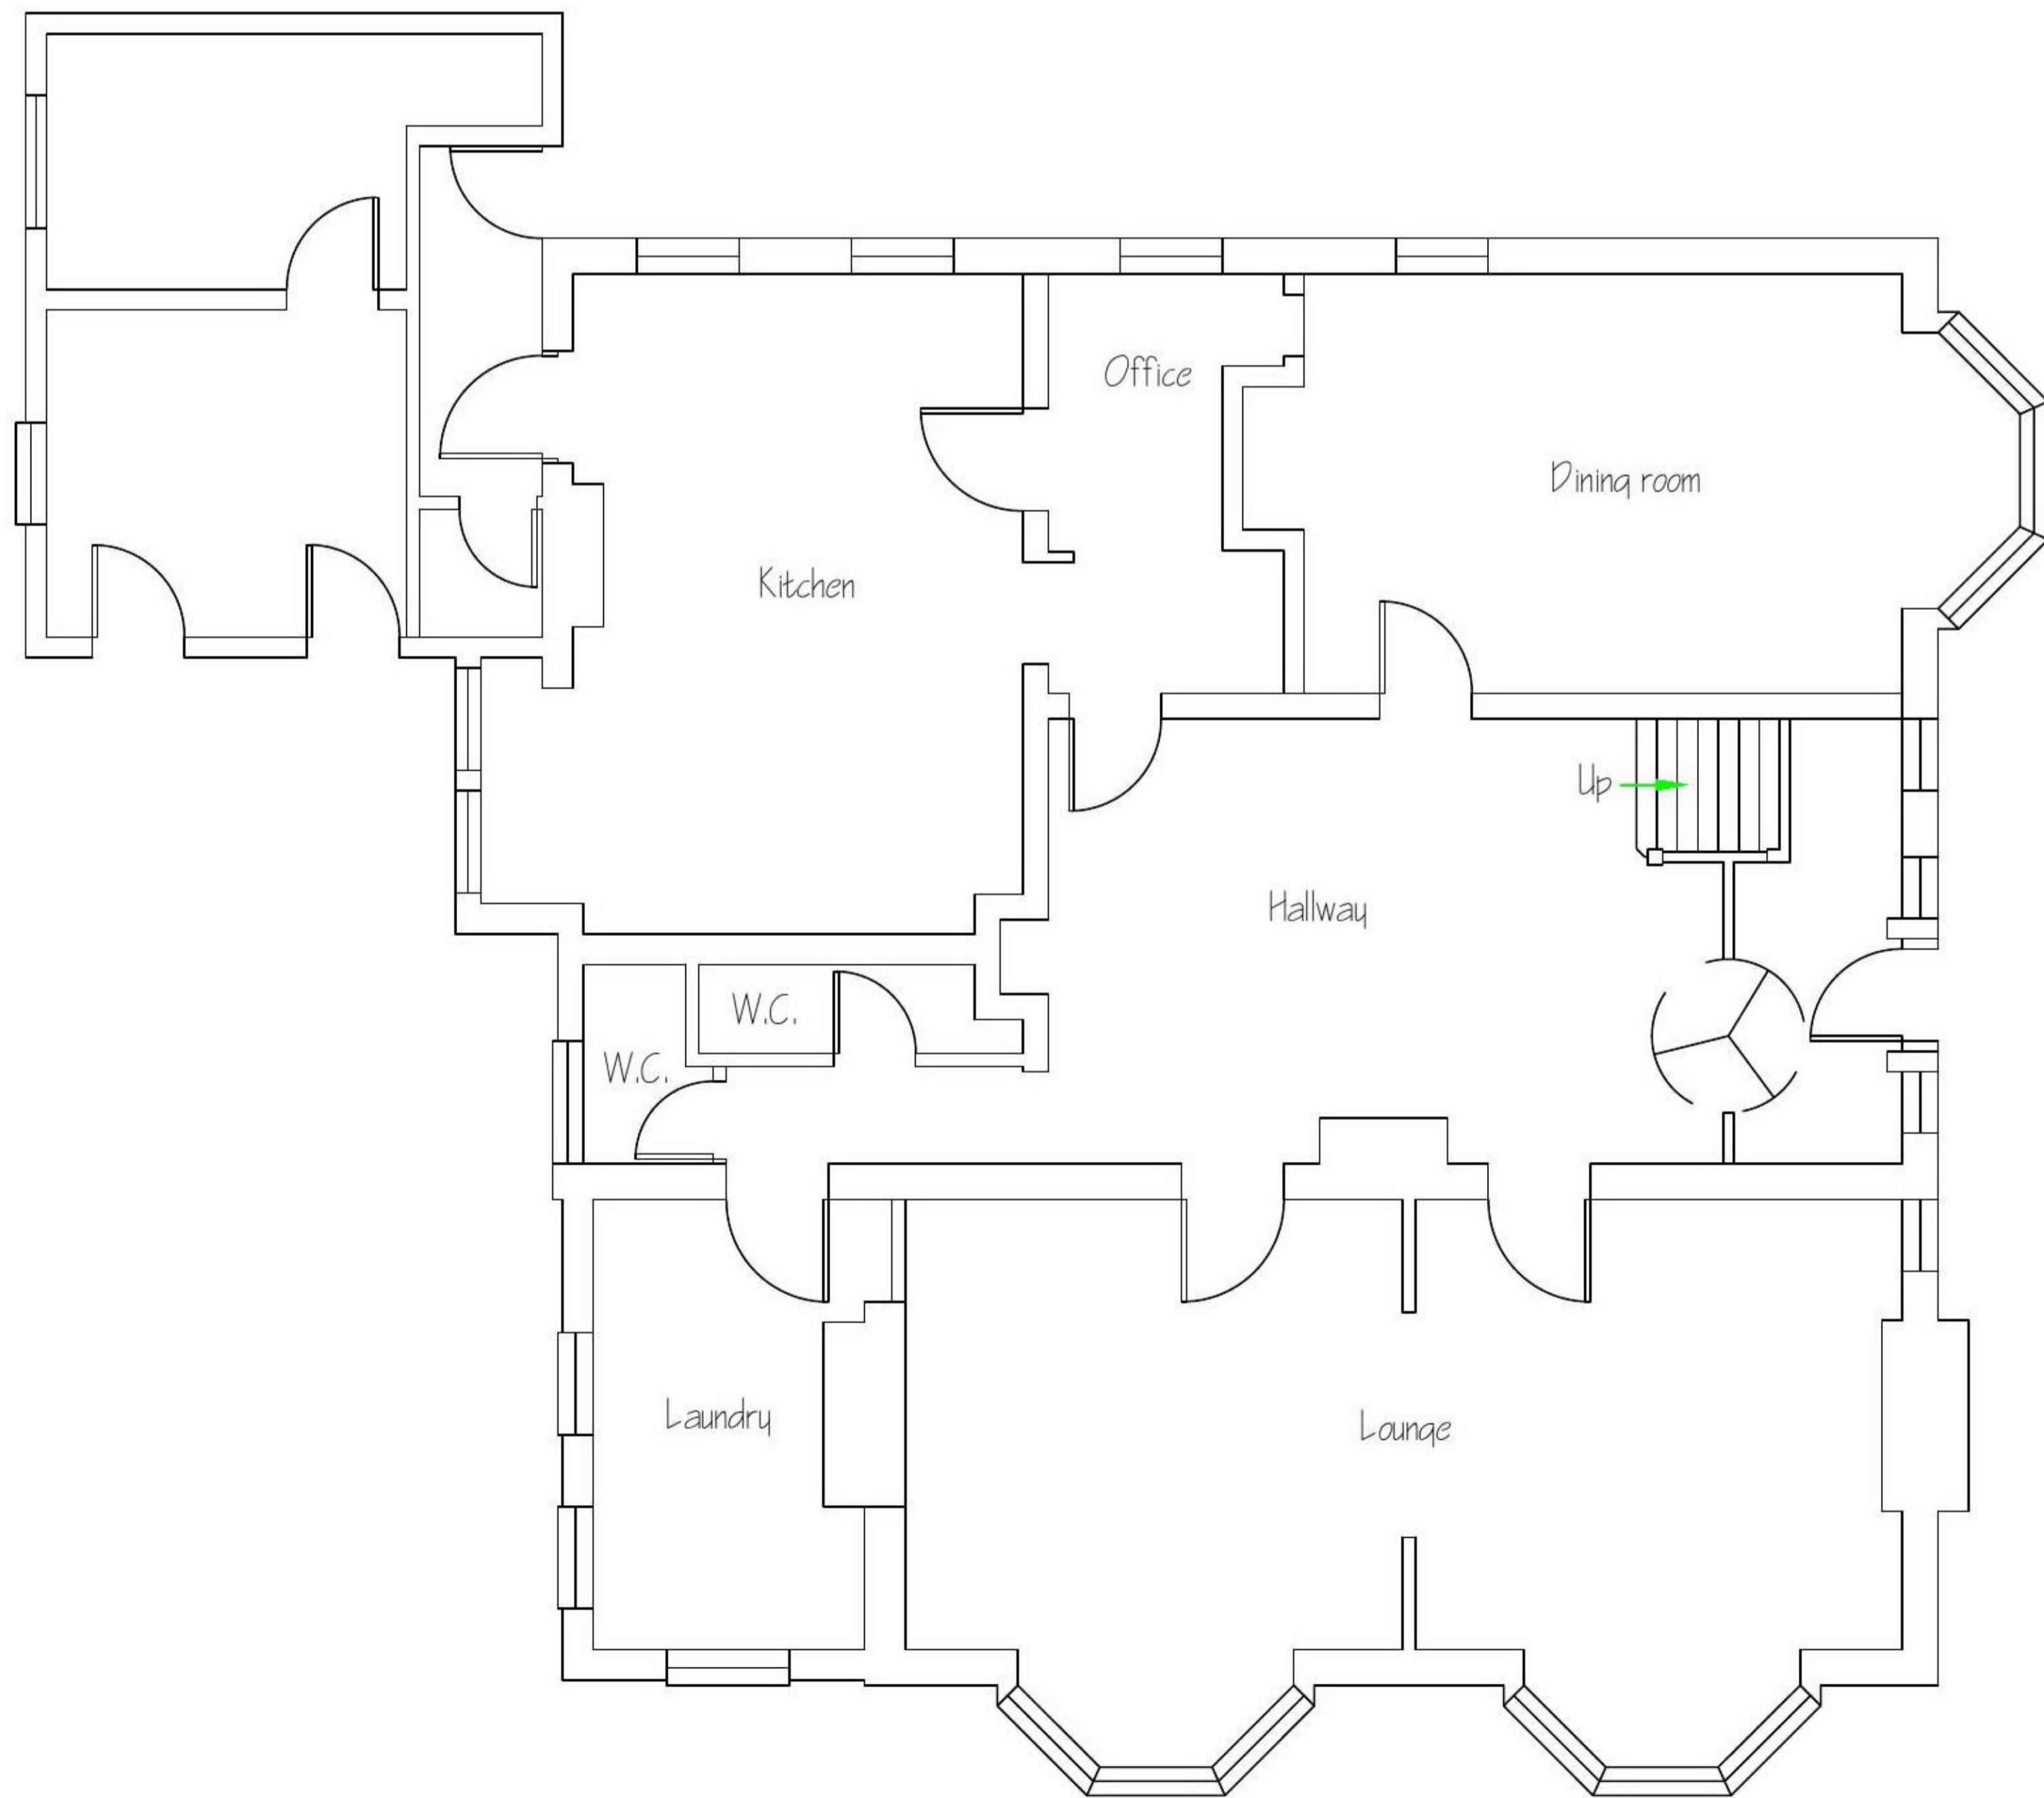 Office
Dining room
Kitchen
Up
Hallway
W.C.
W.C.
Laundry
Lounge